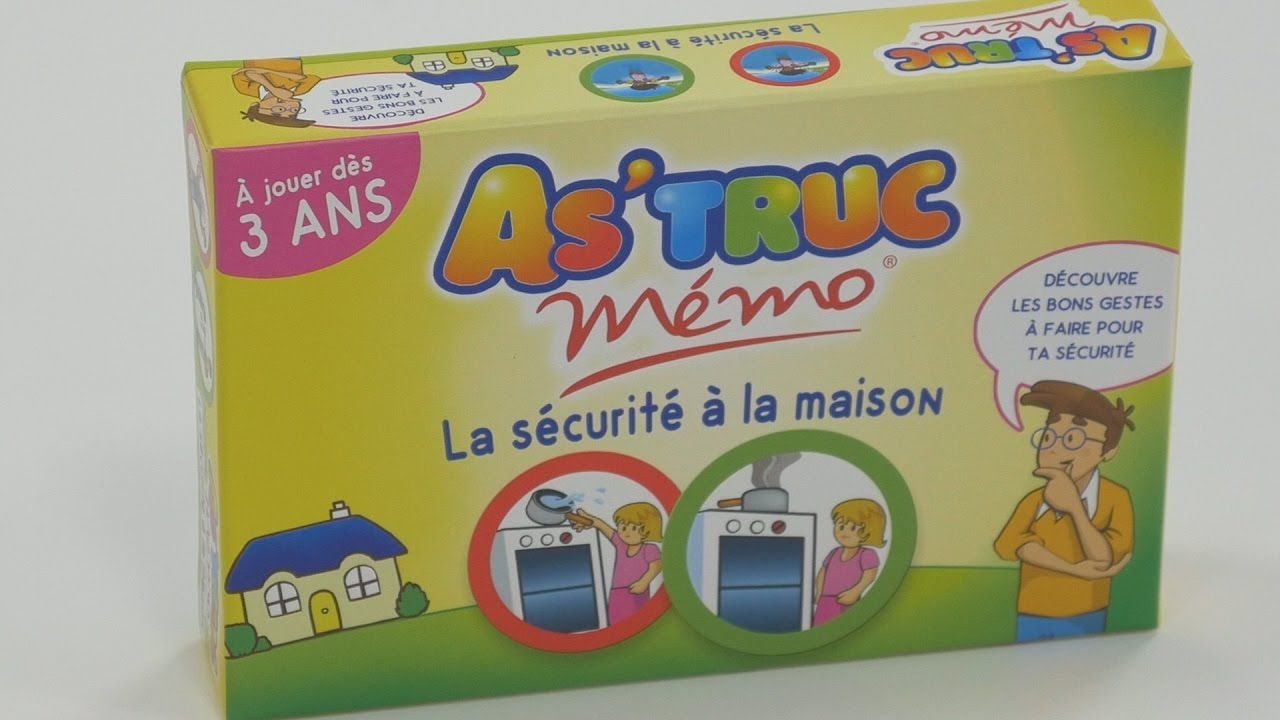 La sécurité à la maison
As'TRUC
mémo
DÉCOUVRE
LES BONS GESTES
À FAIRE POUR
TA SÉCURITÉ
À jouer dès
3 ANS
As'TRUC
mémo®
DÉCOUVRE
LES BONS GESTES
À FAIRE POUR
TA SÉCURITÉ
La sécurité à la maison